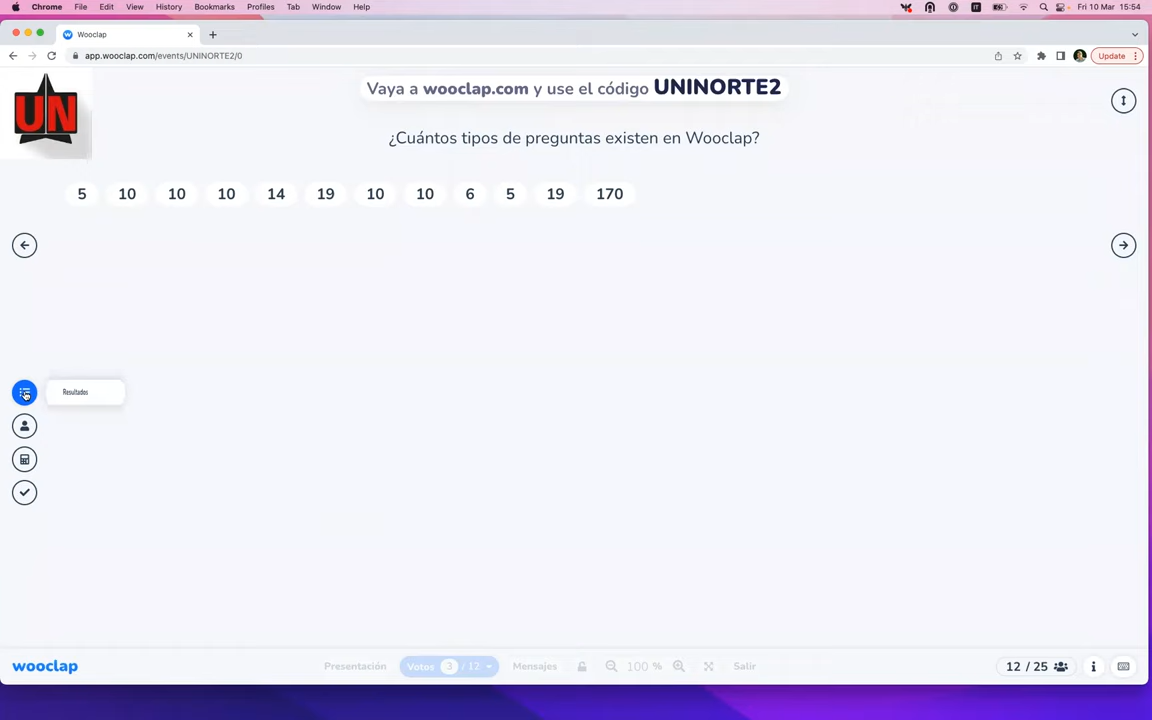 Chrome File Edit View History Bookmarks Profiles Tab Window Help
IT
Fri 10 Mar 15:54
Wooclap
app.wooclap.com/events/UNINORTE2/0
Update
UN
Vaya a wooclap.com y use el código UNINORTE2
¿Cuántos tipos de preguntas existen en Wooclap?
5 10 10 10 14 19 10 10 6 5 19 170
Resultados
wooclap
Presentación
Votos 3 / 12
Mensajes
100 %
Salir
12 / 25